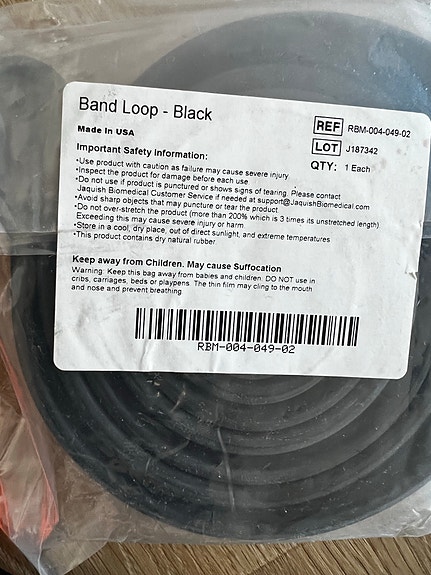 Band Loop - Black
Made In USA
REF RBM-004-049-02
LOT J187342
QTY: 1 Each
Important Safety Information:
•Use product with caution as failure may cause severe injury
•Inspect the product for damage before each use
•Do not use if product is punctured or shows signs of tearing. Please contact
Jaquish Biomedical Customer Service if needed at support@JaquishBiomedical.com
•Avoid sharp objects that may puncture or tear the product
•Do not over-stretch the product (more than 200% which is 3 times its unstretched length)
Exceeding this may cause severe injury or harm
•Store in a cool, dry place, out of direct sunlight, and extreme temperatures
•This product contains dry natural rubber
Keep away from Children. May cause Suffocation
Warning: Keep this bag away from babies and children. DO NOT use in
cribs, carriages, beds or playpens. The thin film may cling to the mouth
and nose and prevent breathing
RBM-004-049-02